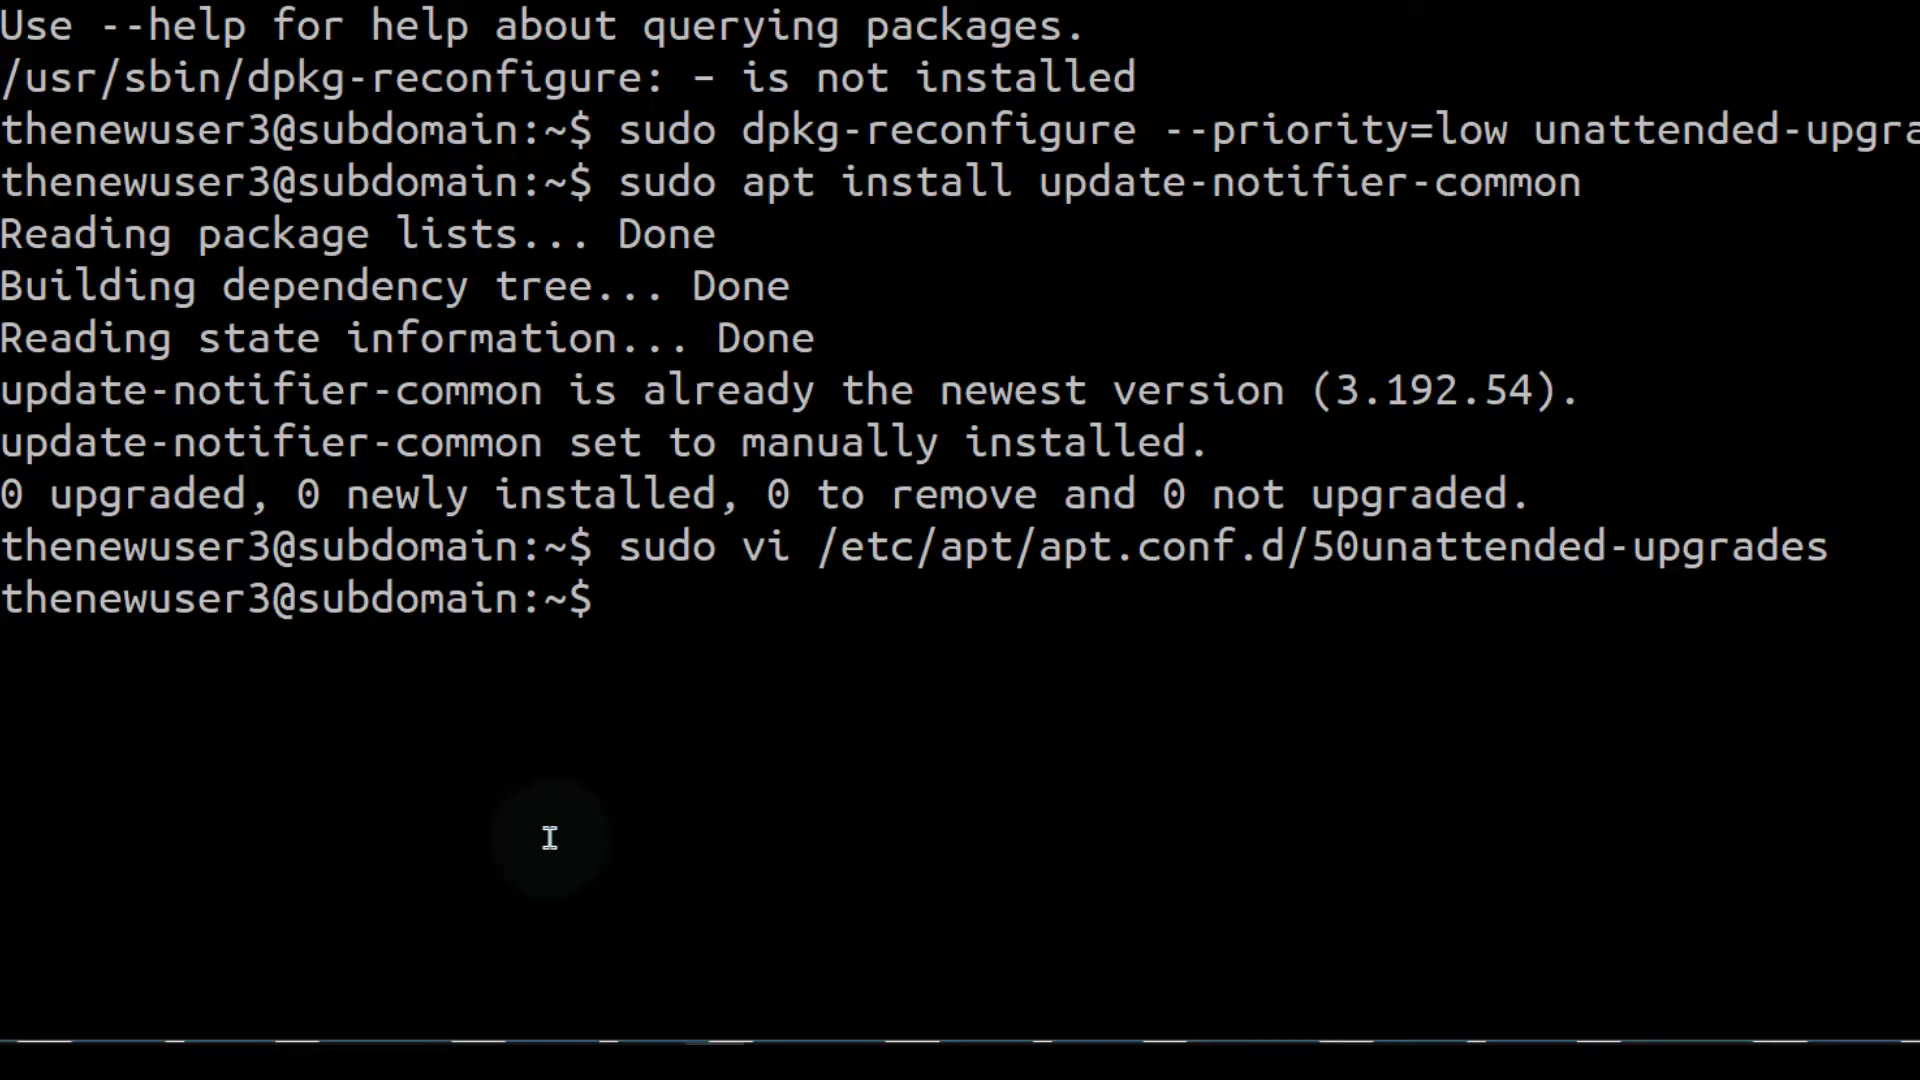 Use --help for help about querying packages.
/usr/sbin/dpkg-reconfigure: – is not installed
thenewuser3@subdomain:~$ sudo dpkg-reconfigure --priority=low unattended-upgra
thenewuser3@subdomain:~$ sudo apt install update-notifier-common
Reading package lists... Done
Building dependency tree... Done
Reading state information... Done
update-notifier-common is already the newest version (3.192.54).
update-notifier-common set to manually installed.
0 upgraded, 0 newly installed, 0 to remove and 0 not upgraded.
thenewuser3@subdomain:~$ sudo vi /etc/apt/apt.conf.d/50unattended-upgrades
thenewuser3@subdomain:~$